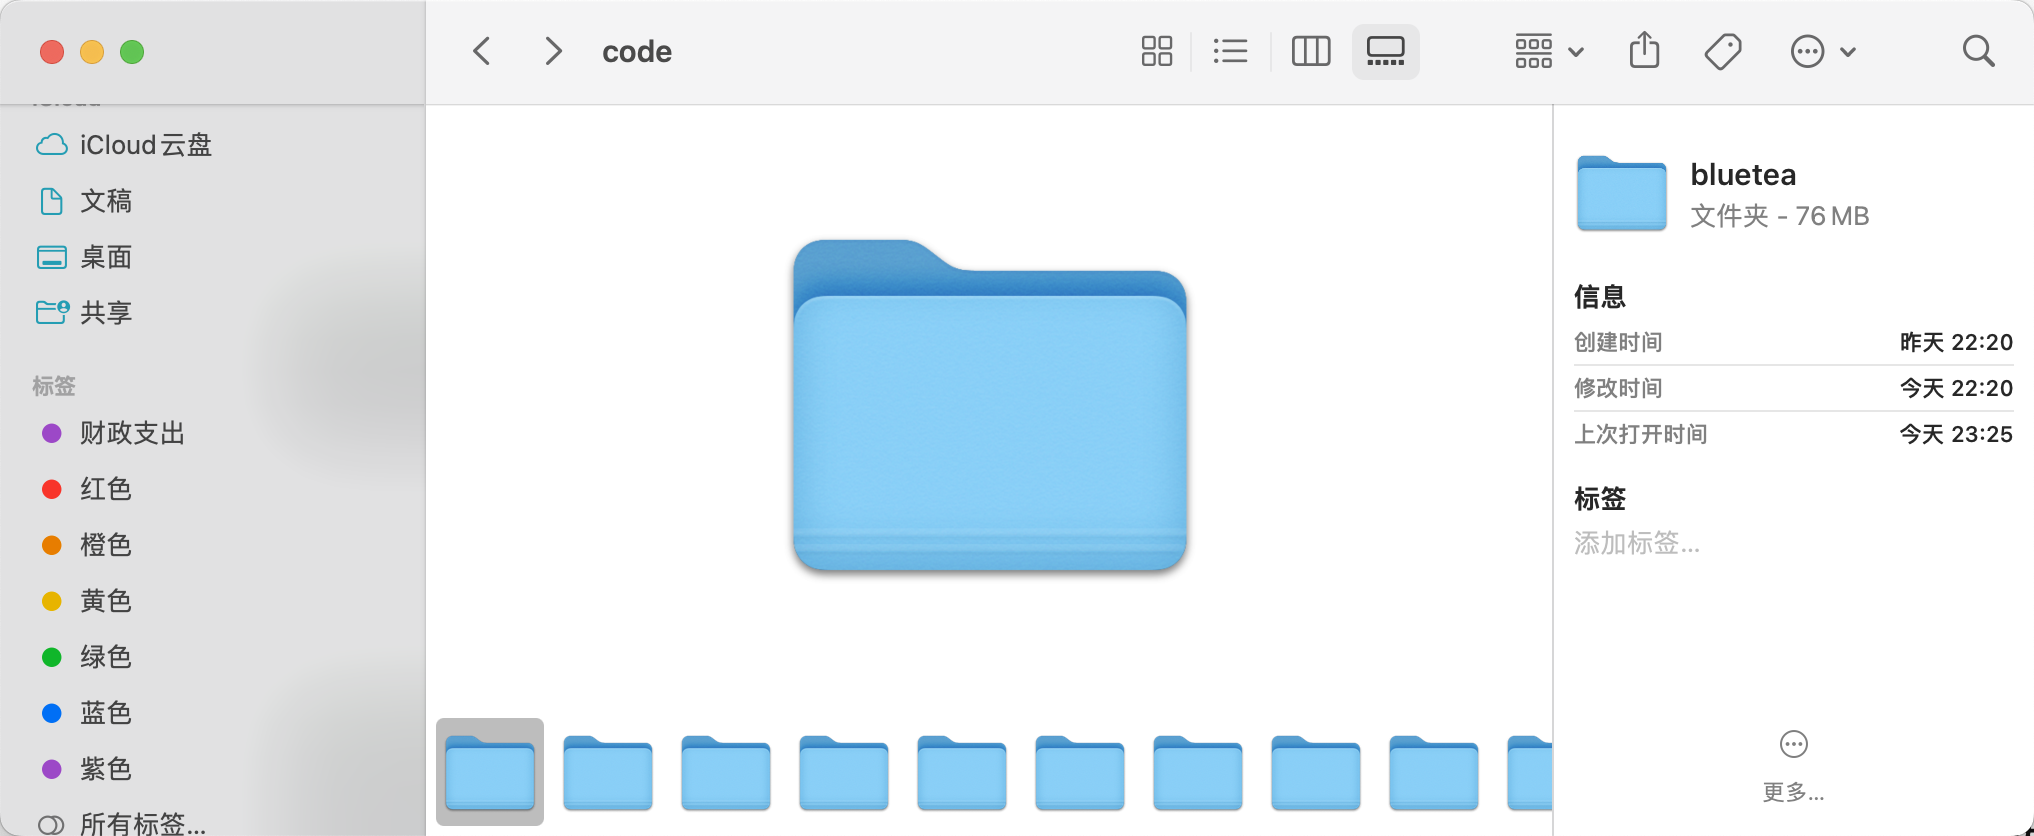 code
iCloud
iCloud云盘
文稿
桌面
共享
标签
财政支出
红色
橙色
黄色
绿色
蓝色
紫色
所有标签...
bluetea
文件夹 - 76 MB
信息
创建时间 昨天 22:20
修改时间 今天 22:20
上次打开时间 今天 23:25
标签
添加标签...
更多...